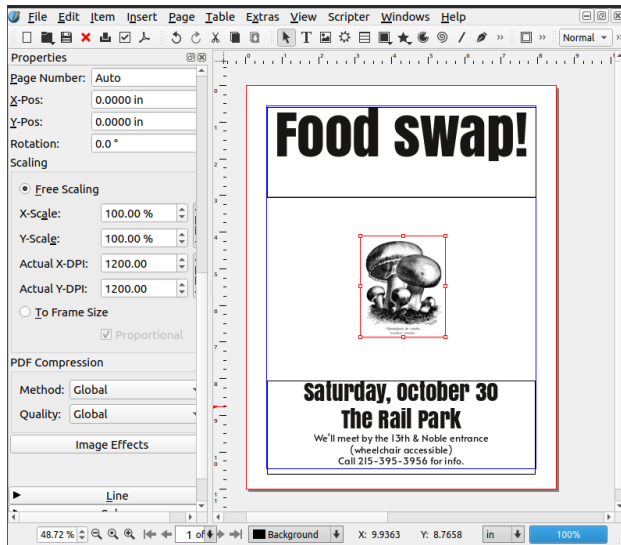 File Edit Item Insert Page Table Extras View Scripter Windows Help
Normal
Properties
Page Number: Auto
X-Pos: 0.0000 in
Y-Pos: 0.0000 in
Rotation: 0.0 °
Scaling
Free Scaling
X-Scale: 100.00 %
Y-Scale: 100.00 %
Actual X-DPI: 1200.00
Actual Y-DPI: 1200.00
To Frame Size
Proportional
PDF Compression
Method: Global
Quality: Global
Image Effects
Line
Food swap!
Saturday, October 30
The Rail Park
We'll meet by the 13th & Noble entrance
(wheelchair accessible)
Call 215-395-3956 for info.
48.72 % 1 of Background X: 9.9363 Y: 8.7658 in 100%